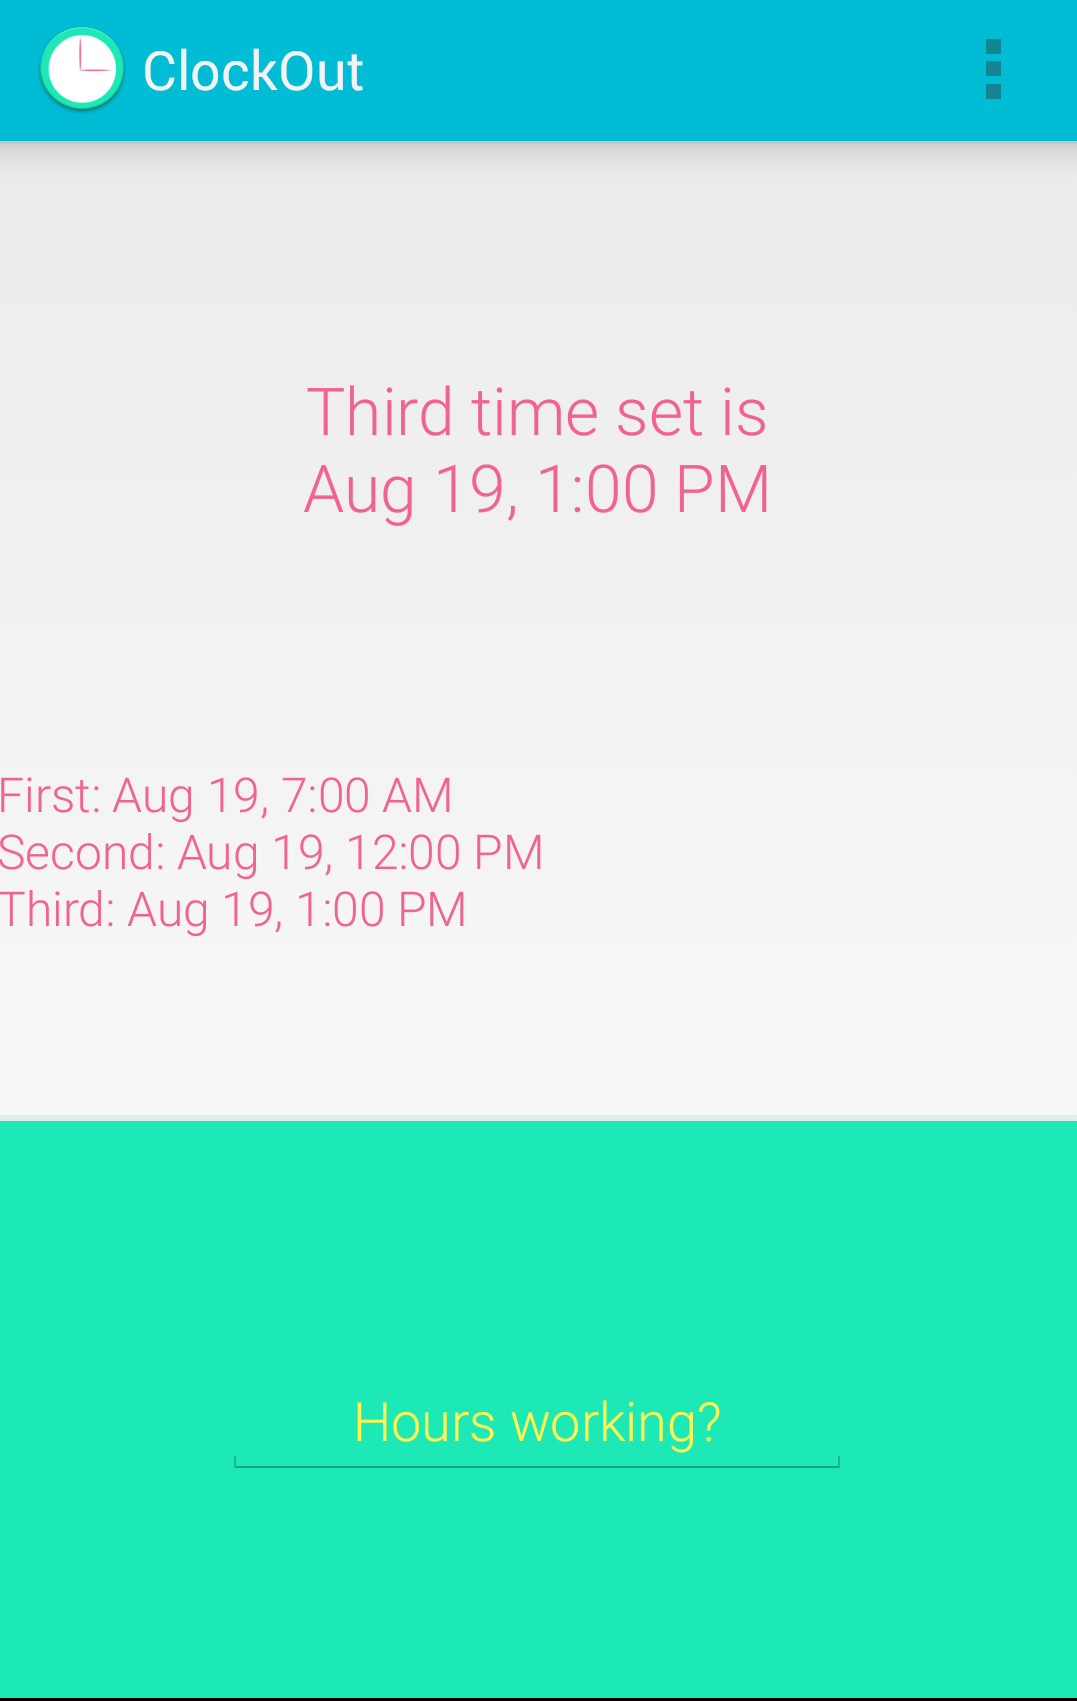 ClockOut
Third time set is
Aug 19, 1:00 PM
First: Aug 19, 7:00 AM
Second: Aug 19, 12:00 PM
Third: Aug 19, 1:00 PM
Hours working?